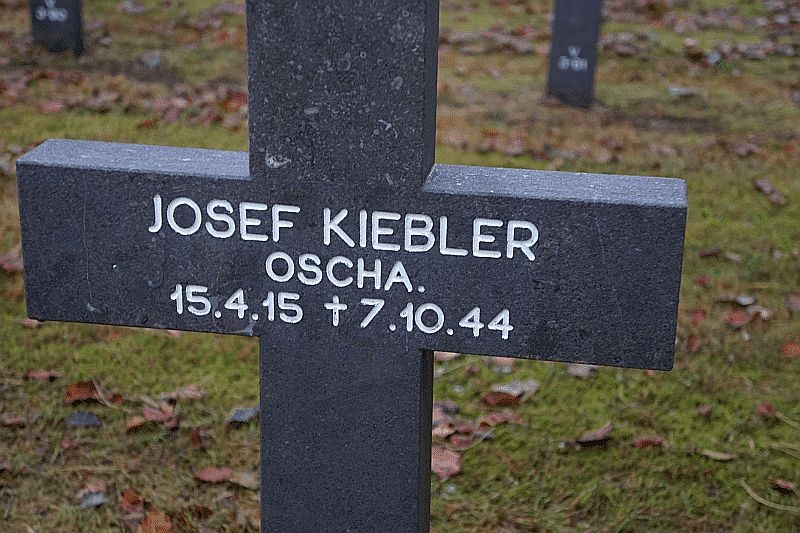 JOSEF KIEBLER
OSCHA.
15.4.15 † 7.10.44